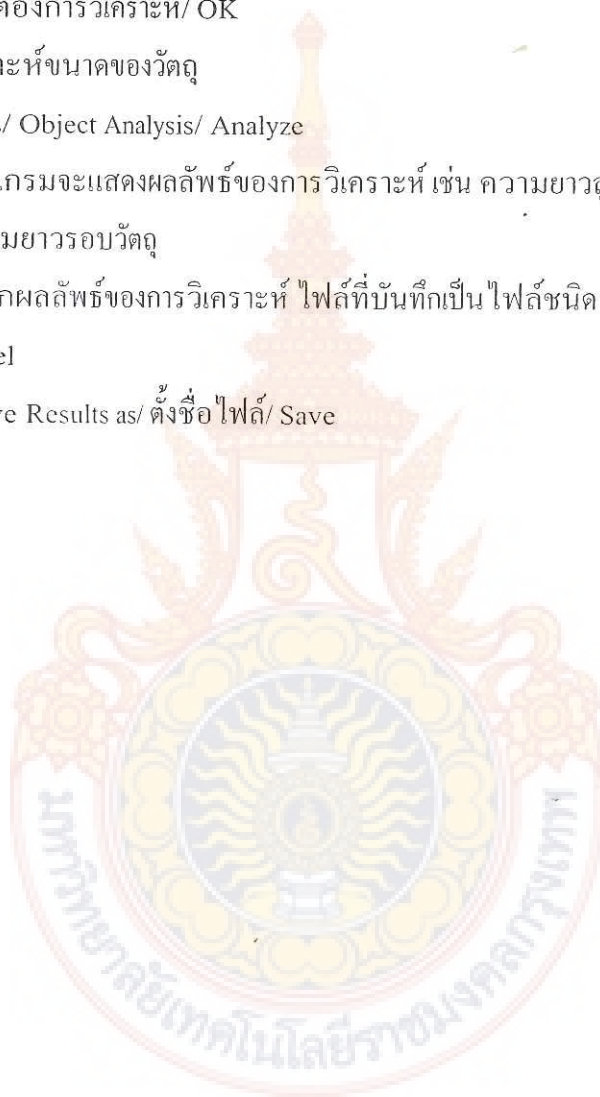 ต้องการวิเคราะห์/ OK
าะห์ขนาดของวัตถุ
/ Object Analysis/ Analyze
แกรมจะแสดงผลลัพธ์ของการวิเคราะห์ เช่น ความยาวสู
มยาวรอบวัตถุ
กผลลัพธ์ของการวิเคราะห์ ไฟล์ที่บันทึกเป็นไฟล์ชนิด
el
ve Results as/ ตั้งชื่อไฟล์/ Save
มหาวิทยาลัยเทคโนโลยีราชมงคลกรุงเทพ